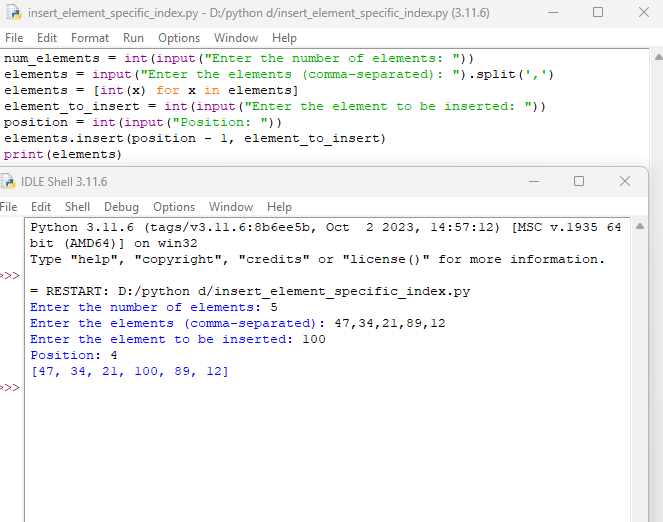 insert_element_specific_index.py - D:/python d/insert_element_specific_index.py (3.11.6)
File Edit Format Run Options Window Help
num_elements = int(input("Enter the number of elements: "))
elements = input("Enter the elements (comma-separated): ").split(',')
elements = [int(x) for x in elements]
element_to_insert = int(input("Enter the element to be inserted: "))
position = int(input("Position: "))
elements.insert(position - 1, element_to_insert)
print(elements)
IDLE Shell 3.11.6
File Edit Shell Debug Options Window Help
Python 3.11.6 (tags/v3.11.6:8b6ee5b, Oct  2 2023, 14:57:12) [MSC v.1935 64
bit (AMD64)] on win32
Type "help", "copyright", "credits" or "license()" for more information.
>>>
= RESTART: D:/python d/insert_element_specific_index.py
Enter the number of elements: 5
Enter the elements (comma-separated): 47,34,21,89,12
Enter the element to be inserted: 100
Position: 4
[47, 34, 21, 100, 89, 12]
>>>